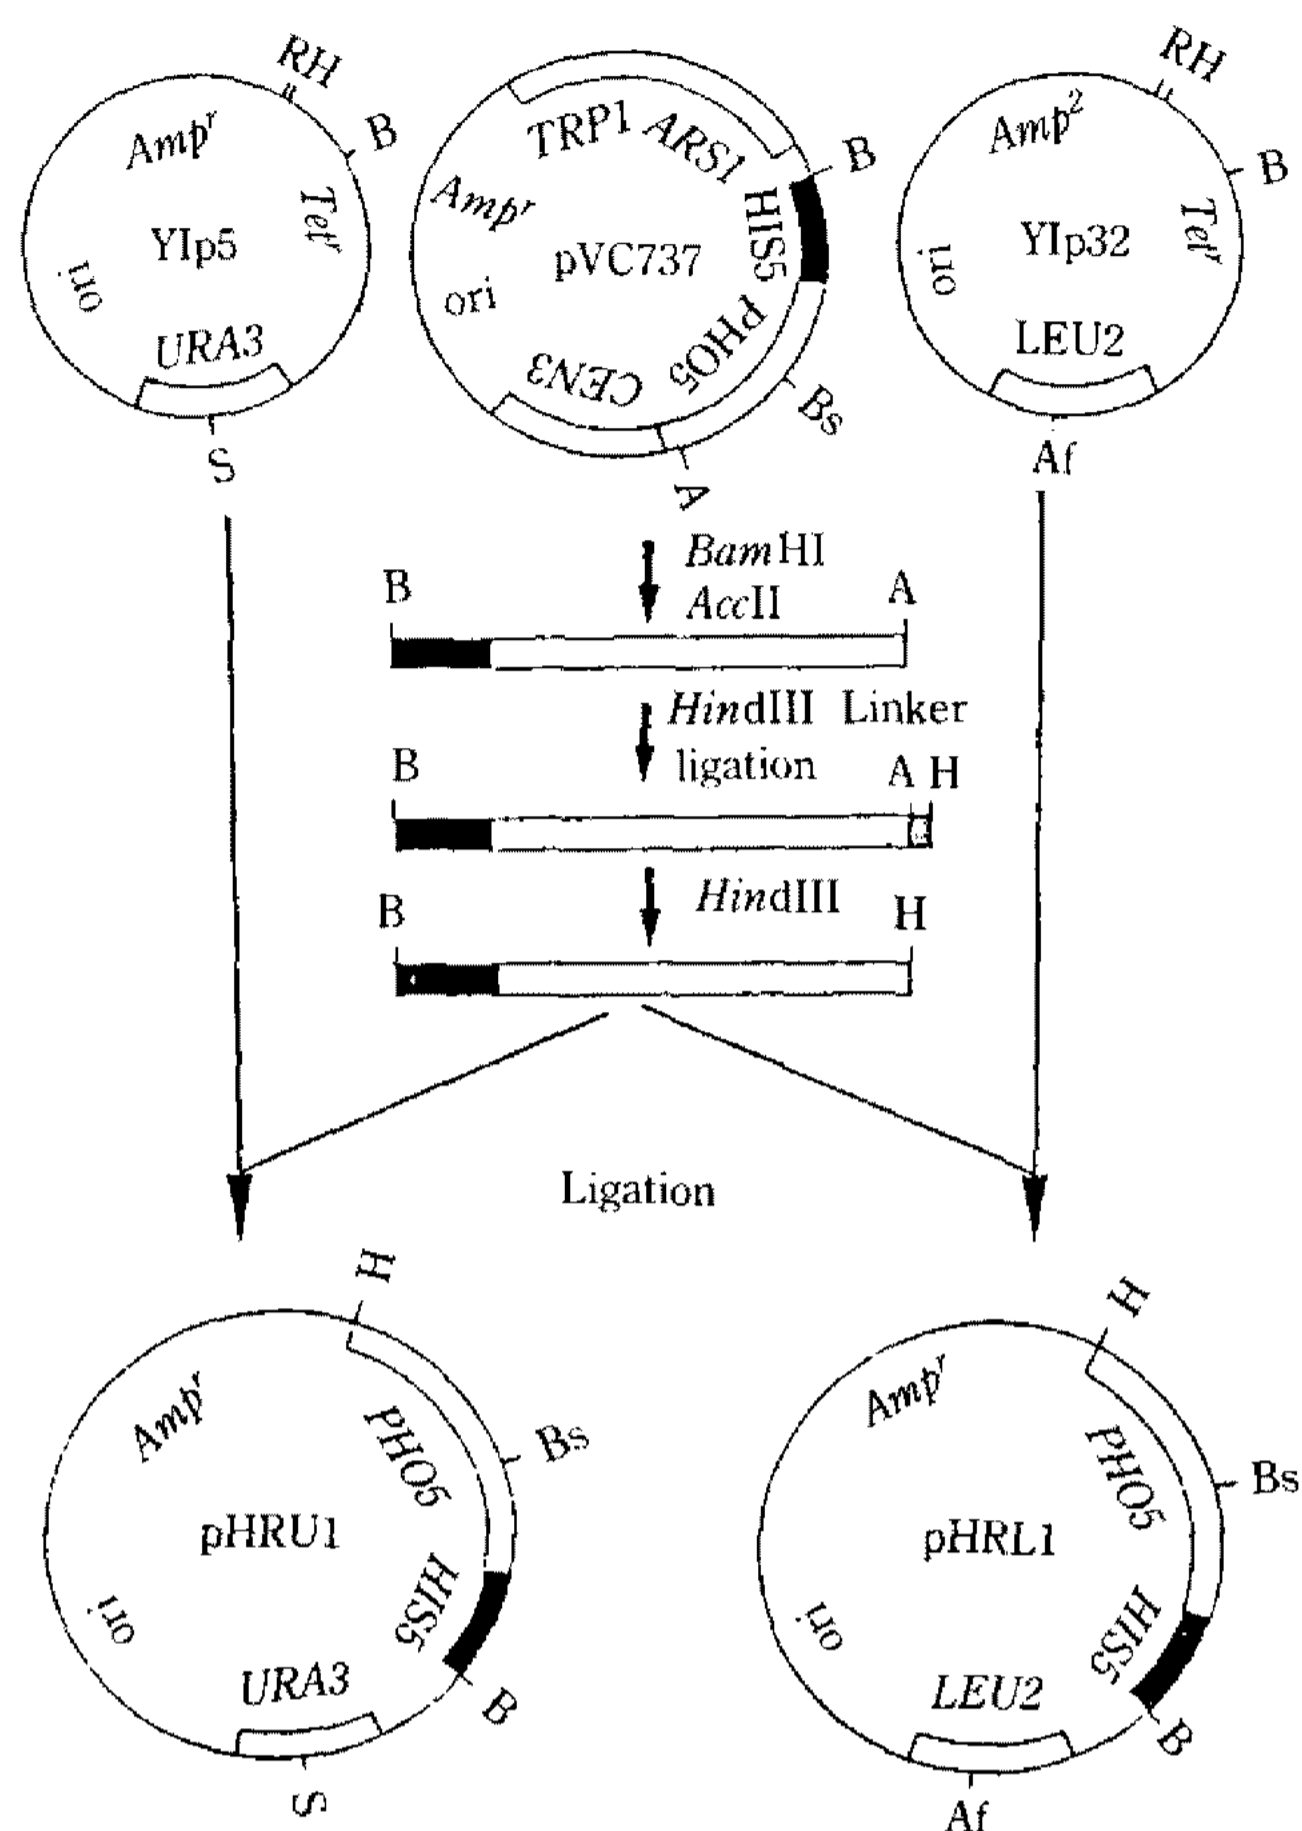 RH
B
Ampʳ
Tetʳ
YIp5
ori
URA3
S
TRP1 ARS1
B
Ampʳ
HIS5
pVC737
ori
PHO5
CEN3
Bs
A
RH
Amp²
B
Tetʳ
YIp32
ori
LEU2
Af
BamHI
AccII
B A
HindIII Linker
ligation
B A H
HindIII
B H
Ligation
H
Ampʳ
PHO5
Bs
pHRU1
HIS5
ori
URA3
B
S
H
Ampʳ
PHO5
Bs
pHRL1
HIS5
ori
LEU2
B
Af